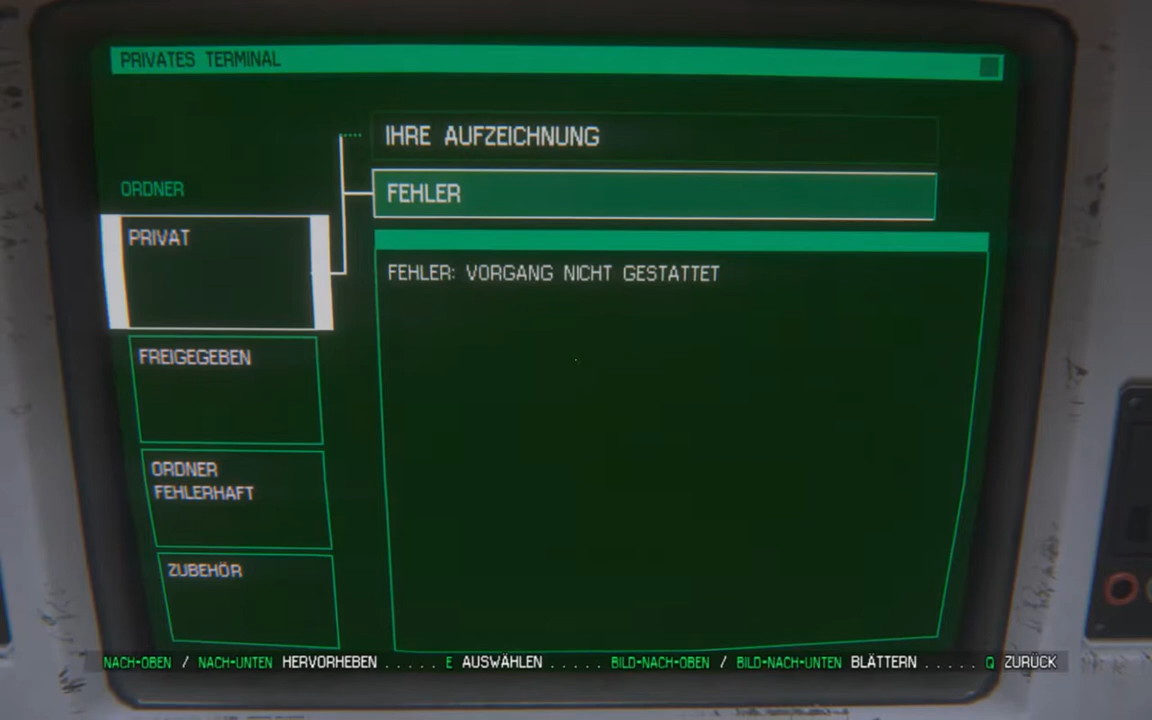 PRIVATES TERMINAL
IHRE AUFZEICHNUNG
ORDNER
FEHLER
PRIVAT
FEHLER: VORGANG NICHT GESTATTET
FREIGEGEBEN
ORDNER
FEHLERHAFT
ZUBEHÖR
NACH-OBEN / NACH-UNTEN HERVORHEBEN ..... E AUSWÄHLEN ..... BILD-NACH-OBEN / BILD-NACH-UNTEN BLÄTTERN ..... Q ZURÜCK